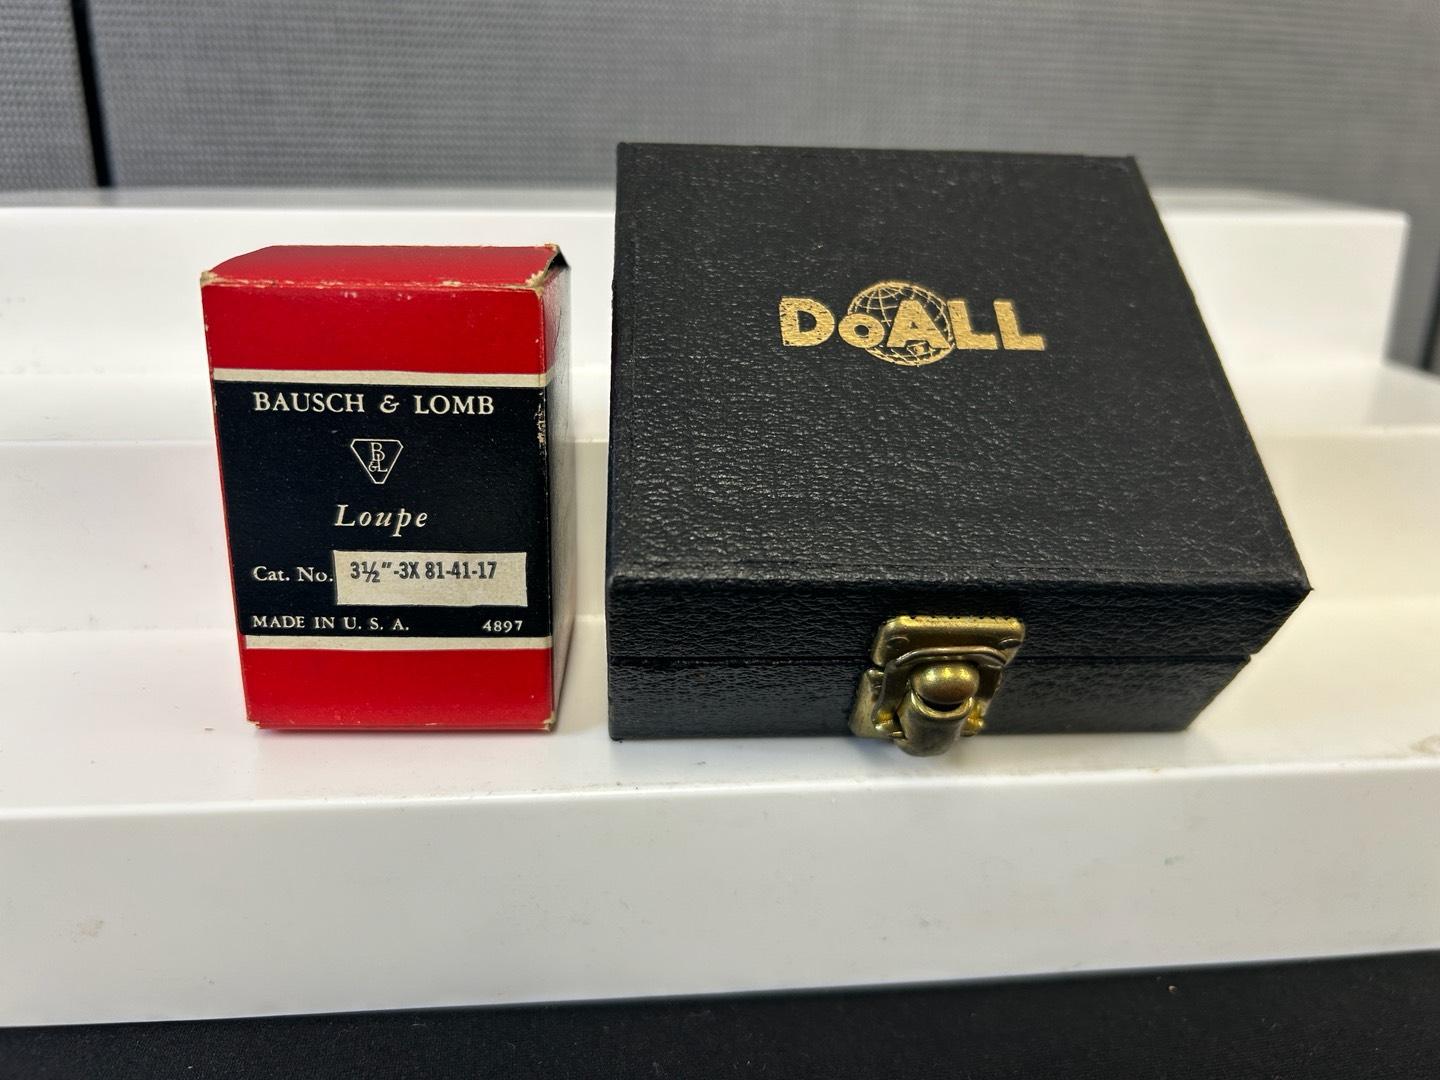 BAUSCH & LOMB
B&L
Loupe
Cat. No. 3½"-3X 81-41-17
MADE IN U. S. A. 4897
DoALL